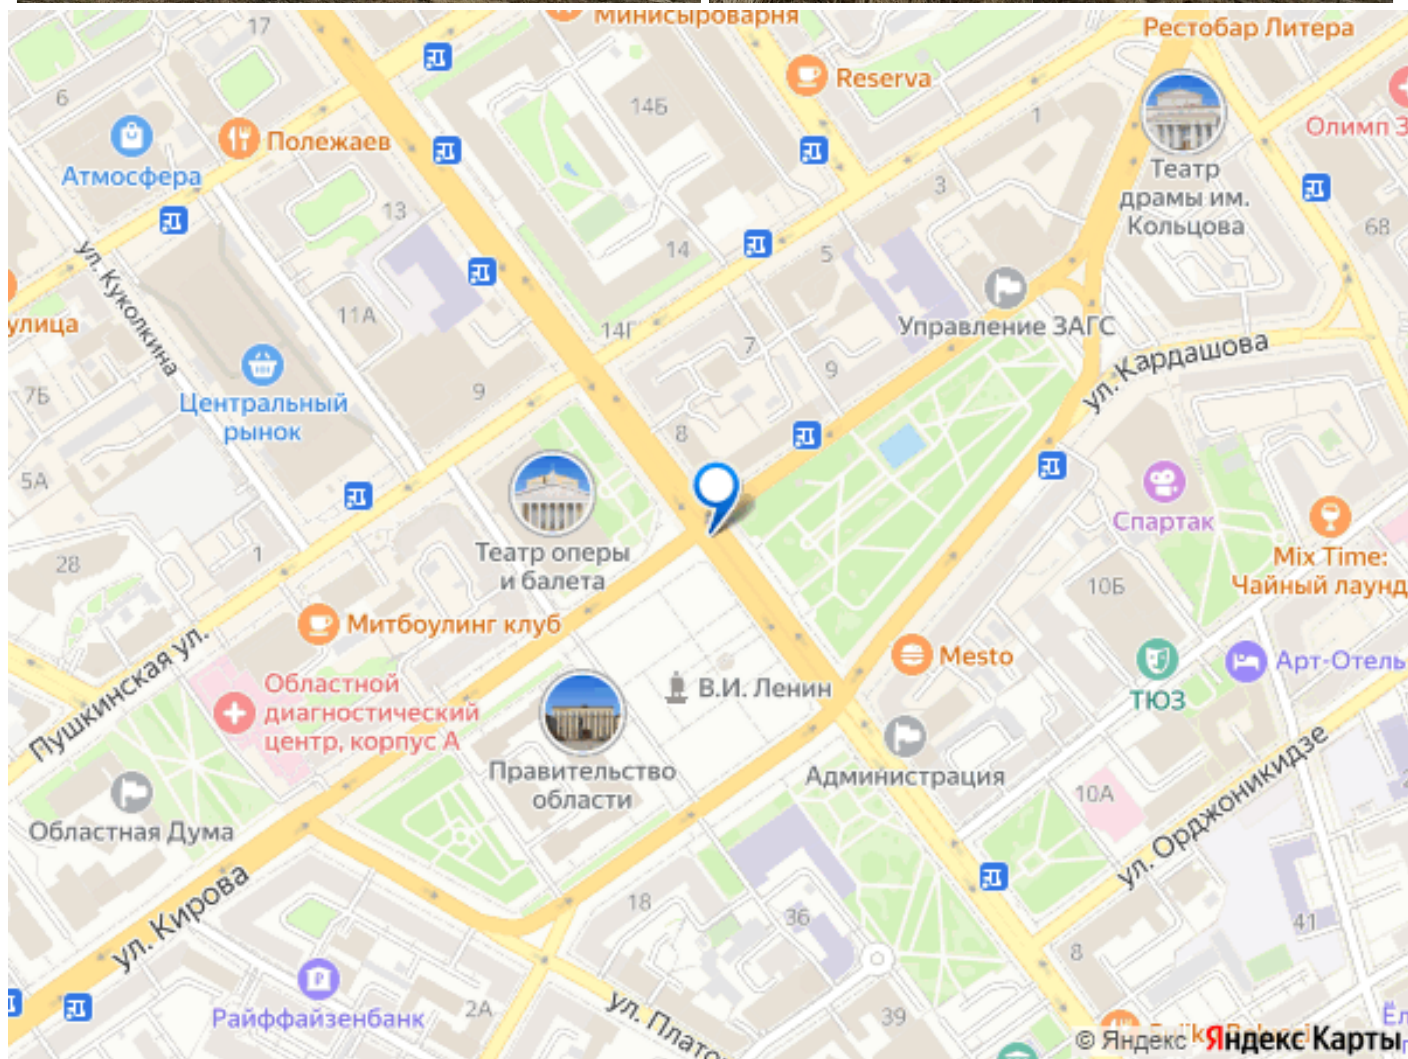 Минисыроварня
Рестобар Литера
17
Reserva
6
14Б
1
Олимп
Полежаев
Атмосфера
Театр
драмы им.
Кольцова
3
13
68
14
5
ул. Куколкина
11А
улица
14Г
Управление ЗАГС
7
9
ул. Кардашова
7Б
Центральный
рынок
9
8
5А
Спартак
Театр оперы
и балета
28
1
Mix Time:
Чайный лаунд
10Б
Митбоулинг клуб
Mesto
Арт-Отель
Пушкинская ул.
Областной
диагностический
центр, корпус А
В.И. Ленин
ТЮЗ
Правительство
области
Администрация
10А
ул. Орджоникидзе
Областная Дума
ул. Кирова
18
36
41
8
Райффайзенбанк
2А
ул. Плато
39
© Яндекс
Яндекс Карты